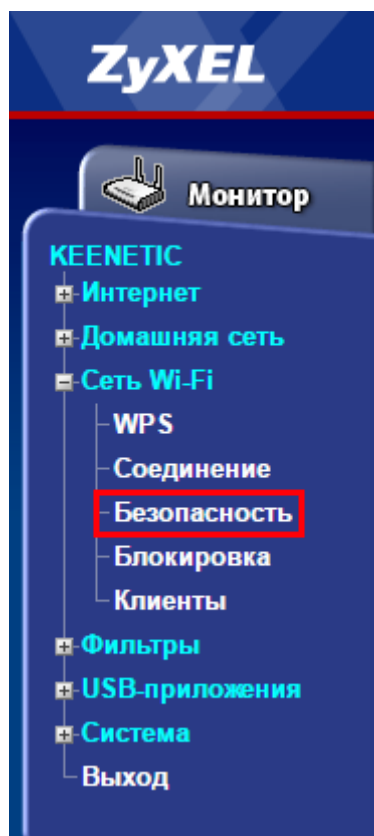 ZyXEL
Монитор
KEENETIC
Интернет
Домашняя сеть
Сеть Wi-Fi
WPS
Соединение
Безопасность
Блокировка
Клиенты
Фильтры
USB-приложения
Система
Выход